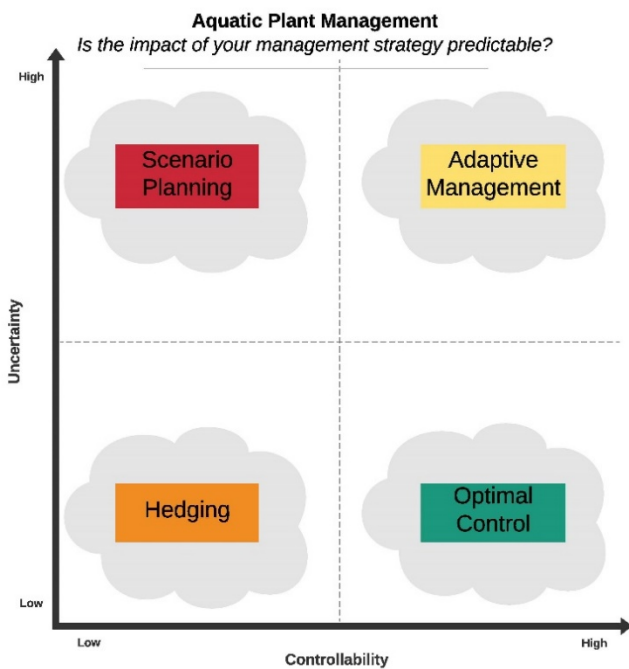 Aquatic Plant Management
Is the impact of your management strategy predictable?
High
Scenario
Planning
Adaptive
Management
Uncertainty
Hedging
Optimal
Control
Low
Low
High
Controllability